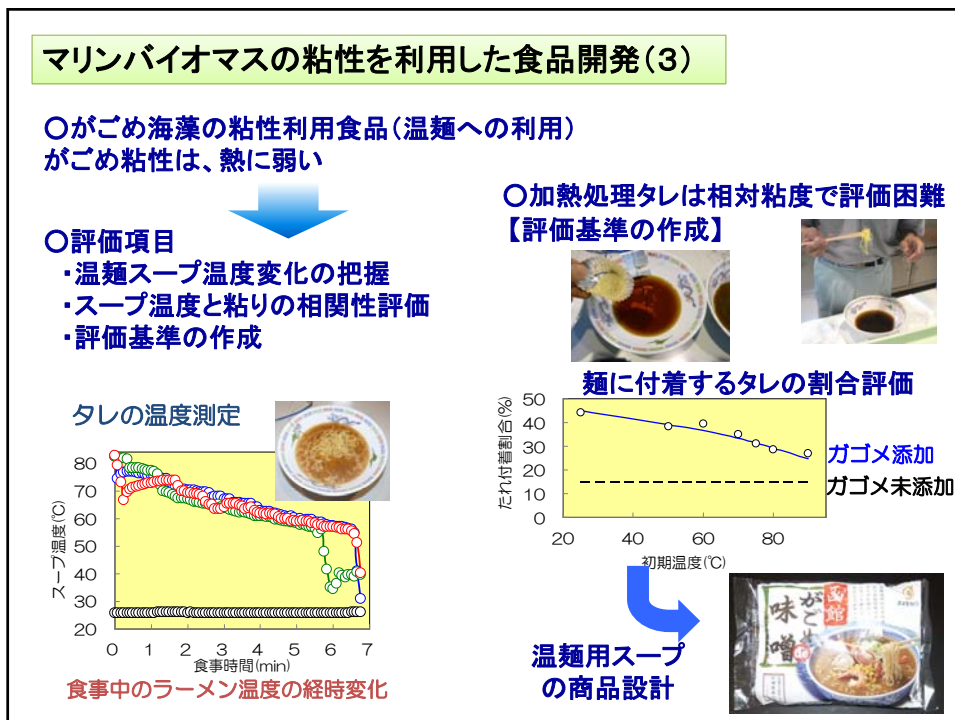 マリンバイオマスの粘性を利用した食品開発(3)
○がごめ海藻の粘性利用食品(温麺への利用)
がごめ粘性は、熱に弱い
○評価項目
・温麺スープ温度変化の把握
・スープ温度と粘りの相関性評価
・評価基準の作成
タレの温度測定
スープ温度(℃)
80
70
60
50
40
30
20
0 1 2 3 4 5 6 7
食事時間(min)
食事中のラーメン温度の経時変化
○加熱処理タレは相対粘度で評価困難
【評価基準の作成】
麺に付着するタレの割合評価
たれ付着割合(%)
50
40
30
20
10
0
20 40 60 80
初期温度(℃)
ガゴメ添加
ガゴメ未添加
温麺用スープ
の商品設計
函館
がごめ
味噌